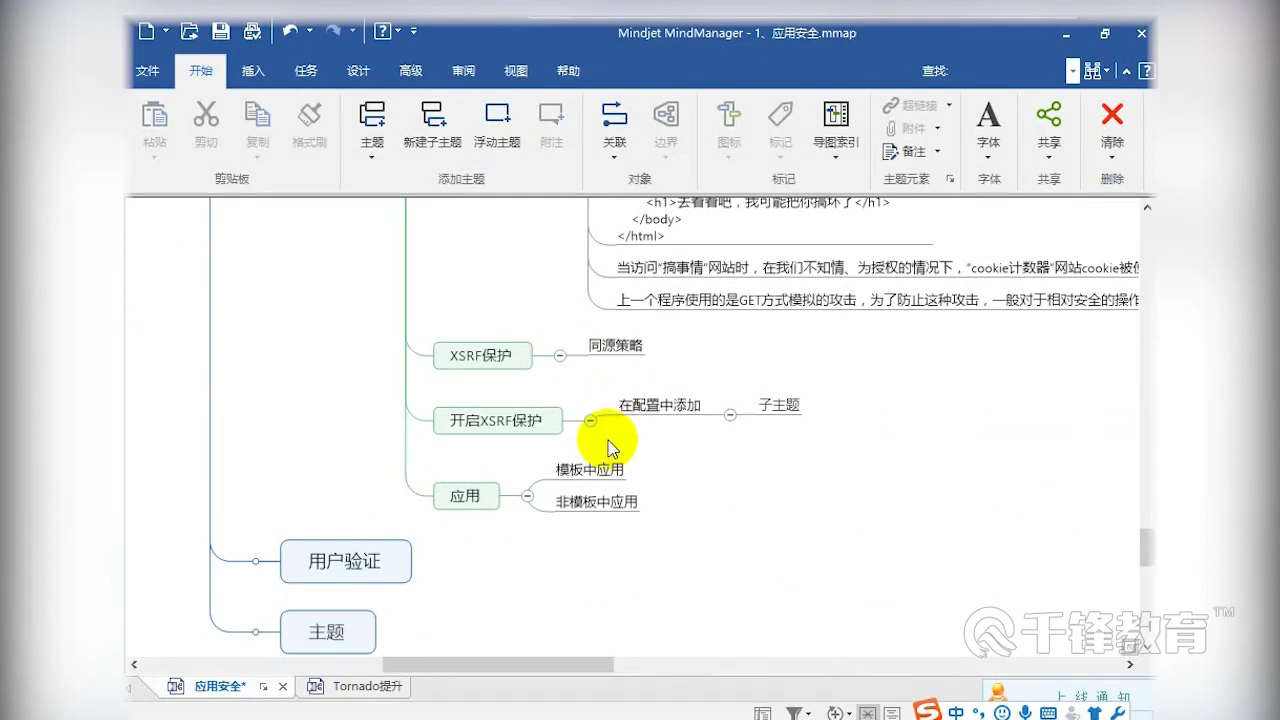 Mindjet MindManager - 1、应用安全.mmap
文件 开始 插入 任务 设计 高级 审阅 视图 帮助 查找:
粘贴 剪切 复制 格式刷 主题 新建子主题 浮动主题 附注 关联 边界 图标 标记 导图索引 超链接 附件 备注 字体 共享 清除
剪贴板 添加主题 对象 标记 主题元素 字体 共享 删除
<h1>去看看吧，我可能把你搞坏了</h1>
</body>
</html>
当访问“搞事情”网站时，在我们不知情、为授权的情况下，“cookie计数器”网站cookie被使
上一个程序使用的是GET方式模拟的攻击，为了防止这种攻击，一般对于相对安全的操作
XSRF保护
同源策略
开启XSRF保护
在配置中添加
子主题
应用
模板中应用
非模板中应用
用户验证
主题
千锋教育 TM
应用安全* Tornado提升
上线通知
中